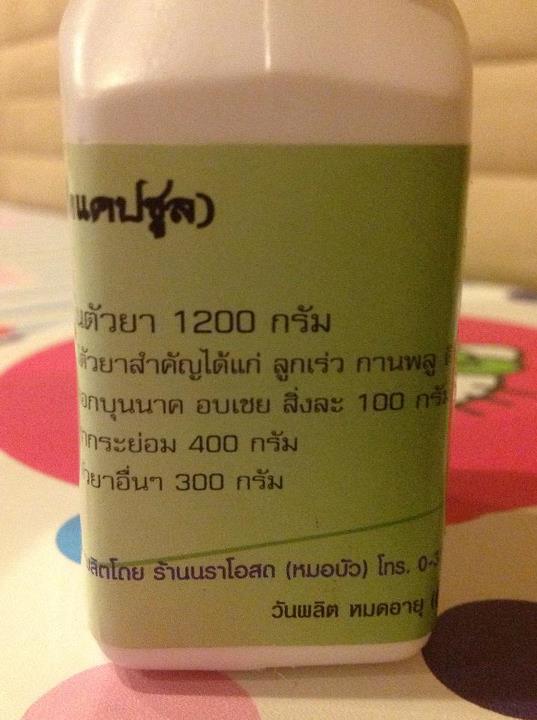 แคปซูล)
ตัวยา 1200 กรัม
ตัวยาสำคัญได้แก่ ลูกเร่ว กานพลู
บุนนาค อบเชย สิ่งละ 100 กรัม
กระย่อม 400 กรัม
ยาอื่นๆ 300 กรัม
ผลิตโดย ร้านนราโอสถ (หมอบัว) โทร. 0-3
วันผลิต หมดอายุ